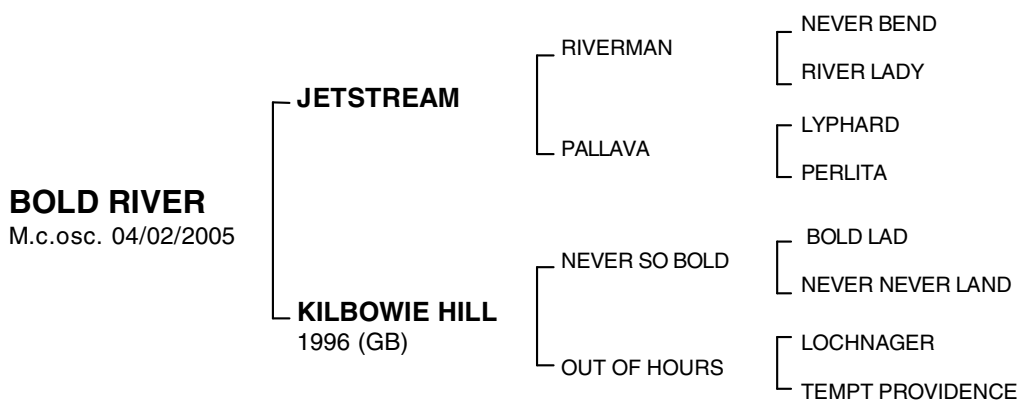 BOLD RIVER
M.c.osc. 04/02/2005
JETSTREAM
KILBOWIE HILL
1996 (GB)
RIVERMAN
PALLAVA
NEVER SO BOLD
OUT OF HOURS
NEVER BEND
RIVER LADY
LYPHARD
PERLITA
BOLD LAD
NEVER NEVER LAND
LOCHNAGER
TEMPT PROVIDENCE